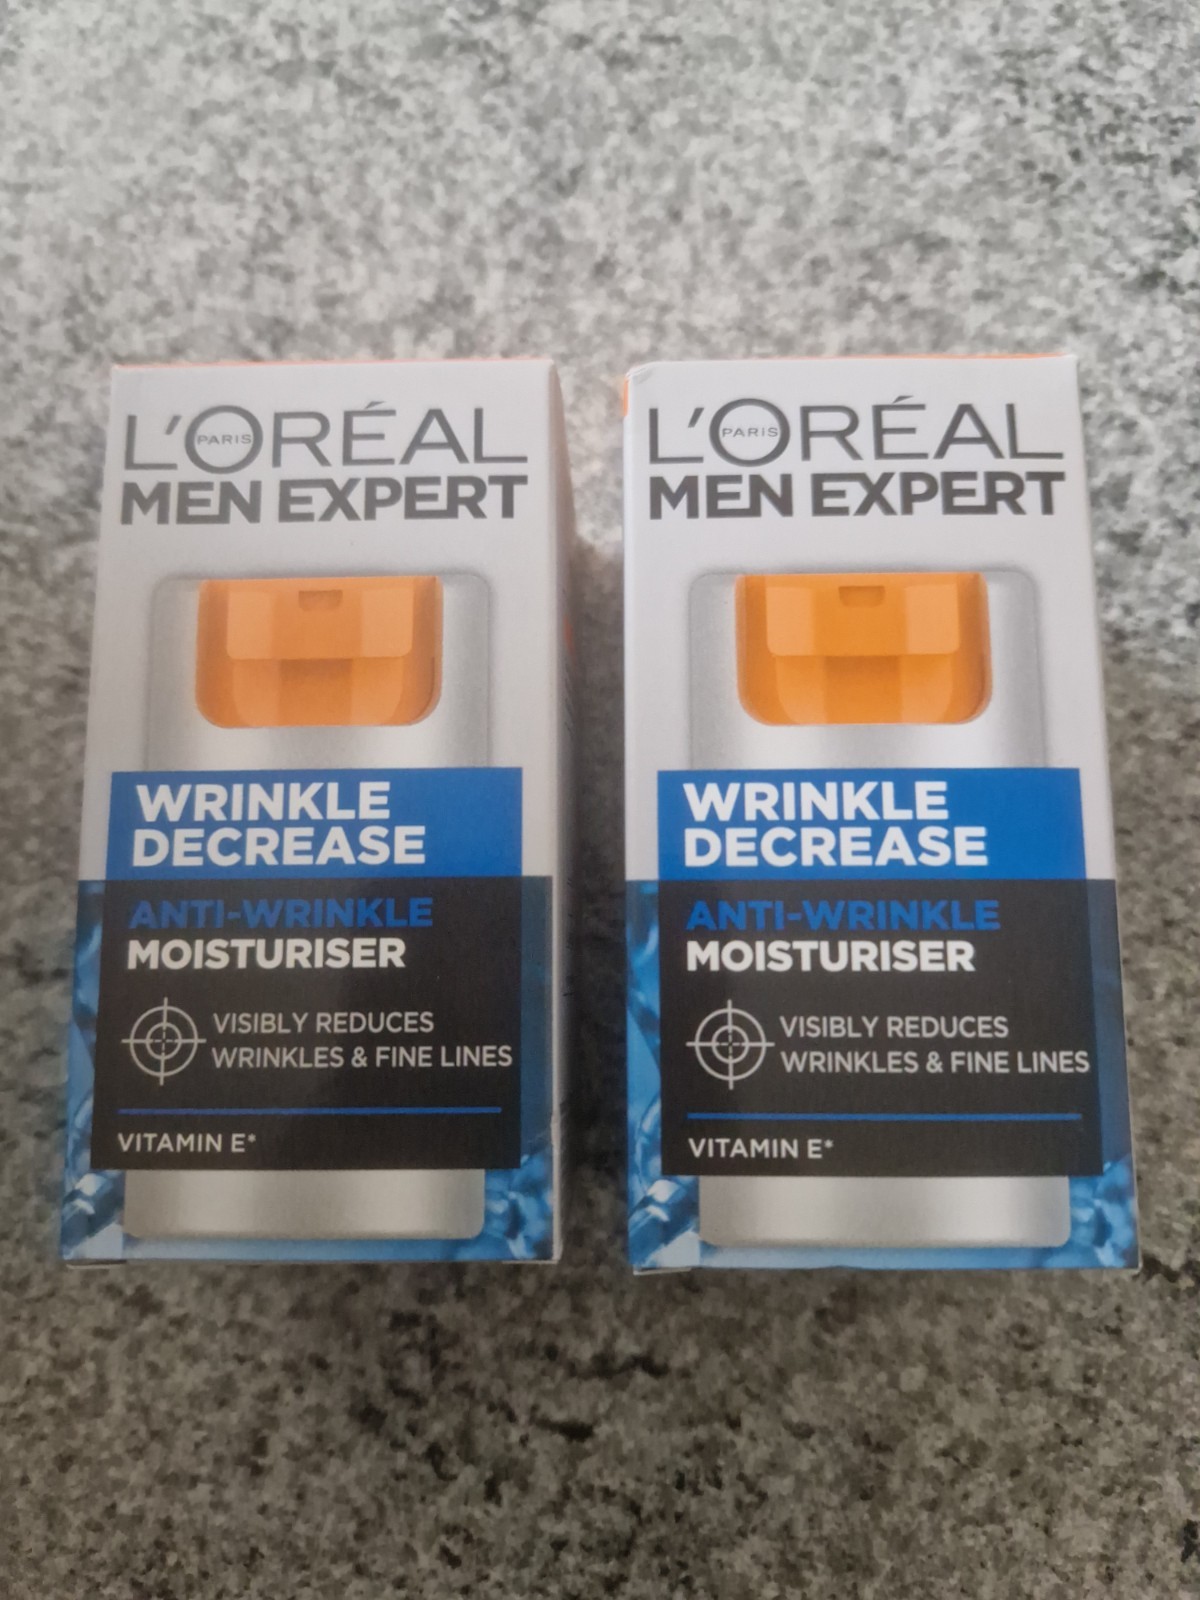 L'ORÉAL
PARIS
MEN EXPERT
WRINKLE
DECREASE
ANTI-WRINKLE
MOISTURISER
VISIBLY REDUCES
WRINKLES & FINE LINES
VITAMIN E*
L'ORÉAL
PARIS
MEN EXPERT
WRINKLE
DECREASE
ANTI-WRINKLE
MOISTURISER
VISIBLY REDUCES
WRINKLES & FINE LINES
VITAMIN E*